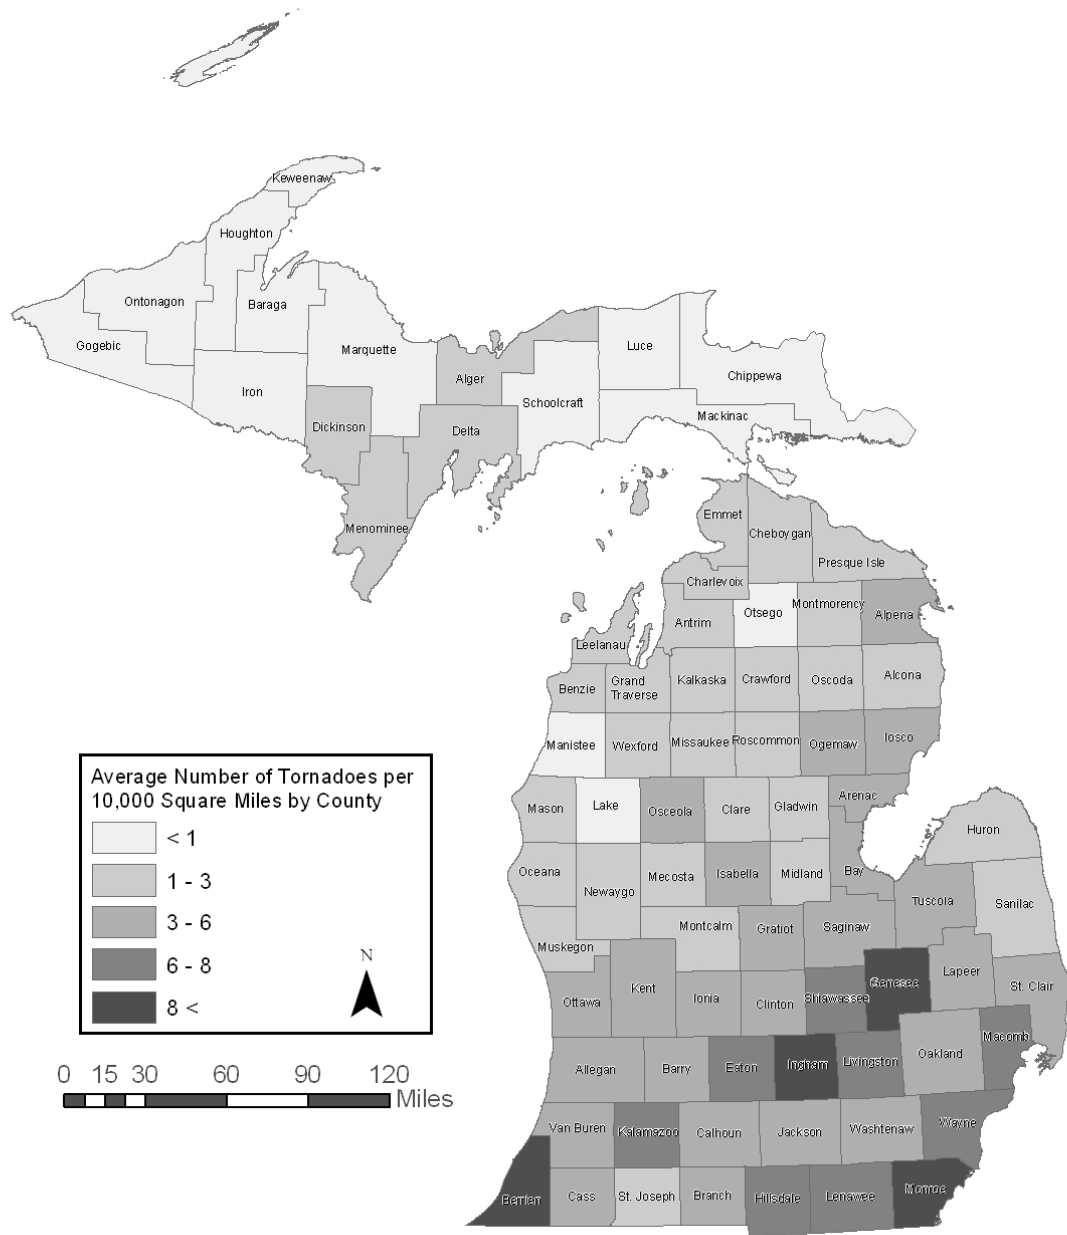 Keweenaw
Houghton
Ontonagon
Baraga
Gogebic
Marquette
Luce
Alger
Chippewa
Iron
Schoolcraft
Mackinac
Dickinson
Delta
Menominee
Emmet
Cheboygan
Presque Isle
Charlevoix
Otsego
Montmorency
Alpena
Antrim
Leelanau
Benzie
Grand
Traverse
Kalkaska
Crawford
Oscoda
Alcona
Manistee
Wexford
Missaukee
Roscommon
Ogemaw
Iosco
Average Number of Tornadoes per
10,000 Square Miles by County
< 1
1 - 3
3 - 6
6 - 8
8 <
N
0 15 30 60 90 120
Miles
Mason
Lake
Osceola
Clare
Gladwin
Arenac
Huron
Oceana
Newaygo
Mecosta
Isabella
Midland
Bay
Tuscola
Sanilac
Muskegon
Montcalm
Gratiot
Saginaw
Ottawa
Kent
Ionia
Clinton
Shiawassee
Genesee
Lapeer
St. Clair
Allegan
Barry
Eaton
Ingham
Livingston
Oakland
Macomb
Van Buren
Kalamazoo
Calhoun
Jackson
Washtenaw
Wayne
Berrien
Cass
St. Joseph
Branch
Hillsdale
Lenawee
Monroe